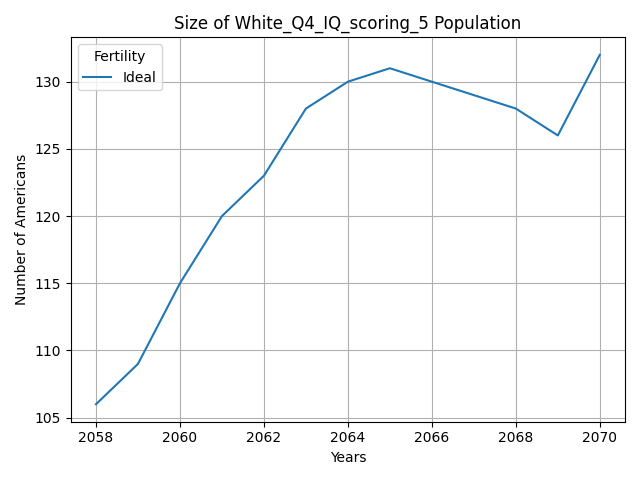 Size of White_Q4_IQ_scoring_5 Population
Fertility
Ideal
Number of Americans
130
125
120
115
110
105
2058 2060 2062 2064 2066 2068 2070
Years